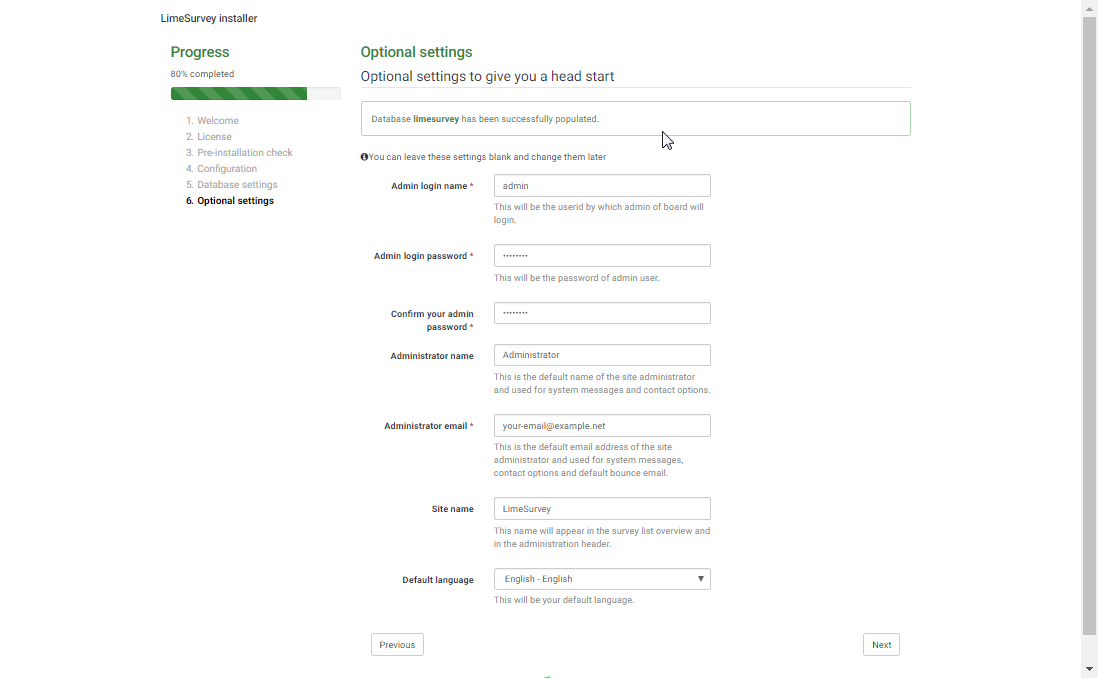 LimeSurvey installer
Progress
80% completed
1. Welcome
2. License
3. Pre-installation check
4. Configuration
5. Database settings
6. Optional settings
Optional settings
Optional settings to give you a head start
Database limesurvey has been successfully populated.
You can leave these settings blank and change them later
Admin login name *
admin
This will be the userid by which admin of board will
login.
Admin login password *
••••••••
This will be the password of admin user.
Confirm your admin
password *
••••••••
Administrator name
Administrator
This is the default name of the site administrator
and used for system messages and contact options.
Administrator email *
your-email@example.net
This is the default email address of the site
administrator and used for system messages,
contact options and default bounce email.
Site name
LimeSurvey
This name will appear in the survey list overview and
in the administration header.
Default language
English - English
This will be your default language.
Previous
Next